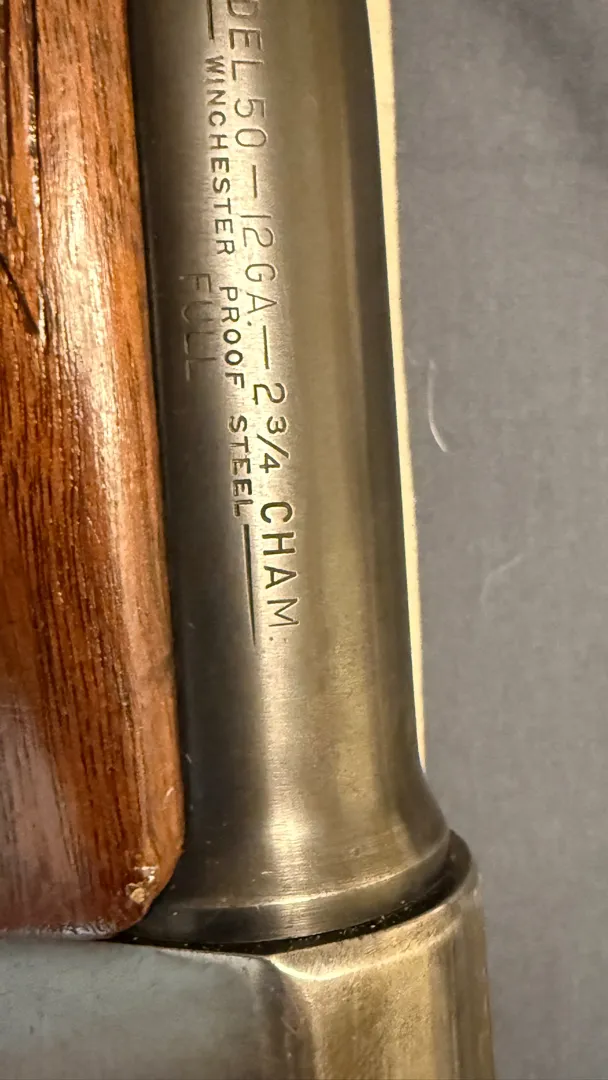 DEL 50 — 12 GA. — 2 3/4 CHAM.
WINCHESTER PROOF STEEL
FULL